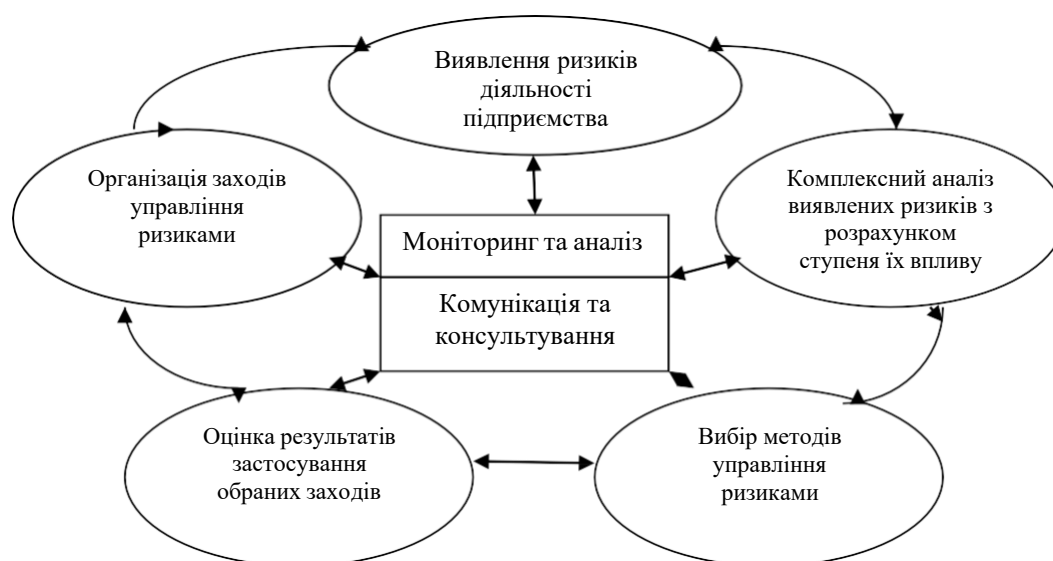 Виявлення ризиків
діяльності
підприємства
Організація заходів
управління
ризиками
Комплексний аналіз
виявлених ризиків з
розрахунком
ступеня їх впливу
Моніторинг та аналіз
Комунікація та
консультування
Оцінка результатів
застосування
обраних заходів
Вибір методів
управління
ризиками